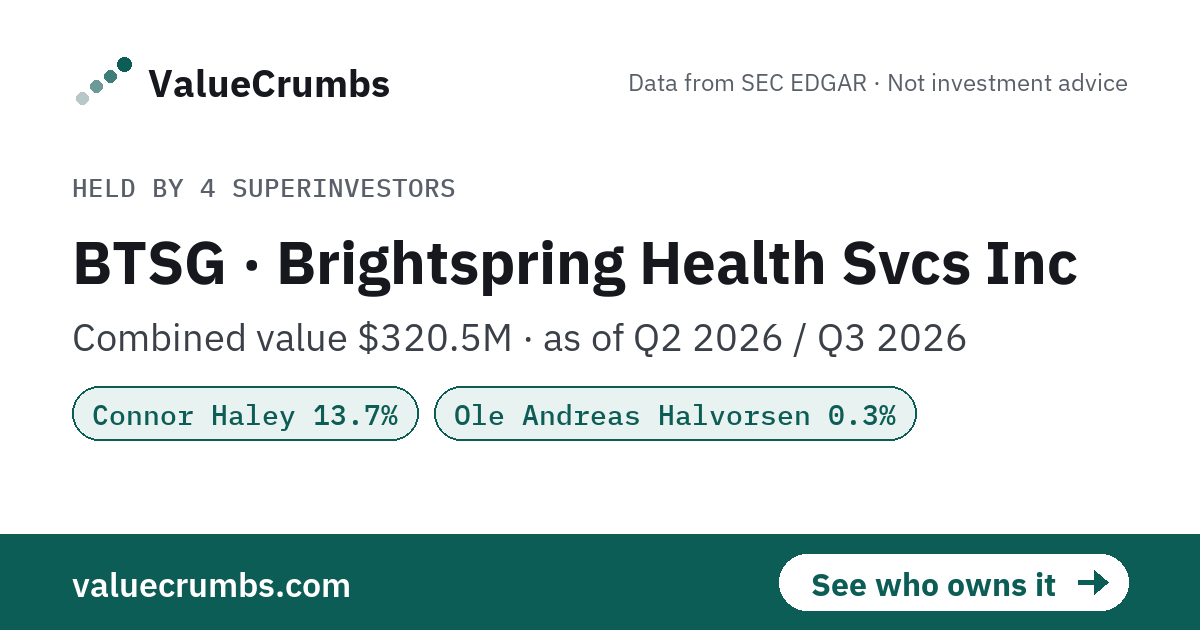 ValueCrumbs
Data from SEC EDGAR · Not investment advice
HELD BY 4 SUPERINVESTORS
BTSG · Brightspring Health Svcs Inc
Combined value $320.5M · as of Q2 2026 / Q3 2026
Connor Haley 13.7%
Ole Andreas Halvorsen 0.3%
valuecrumbs.com
See who owns it →